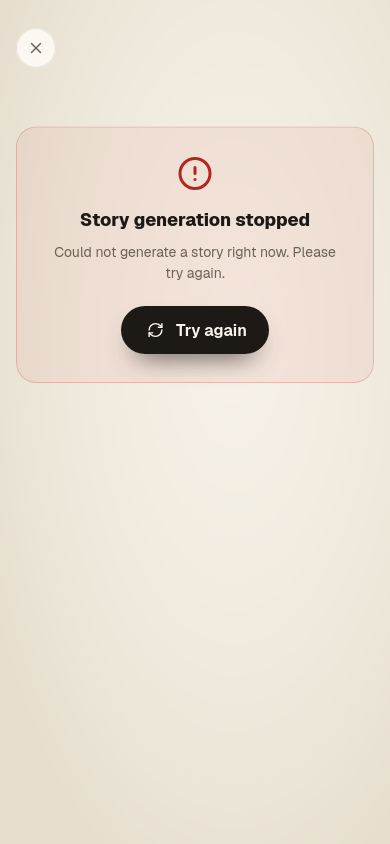 Story generation stopped
Could not generate a story right now. Please
try again.
Try again